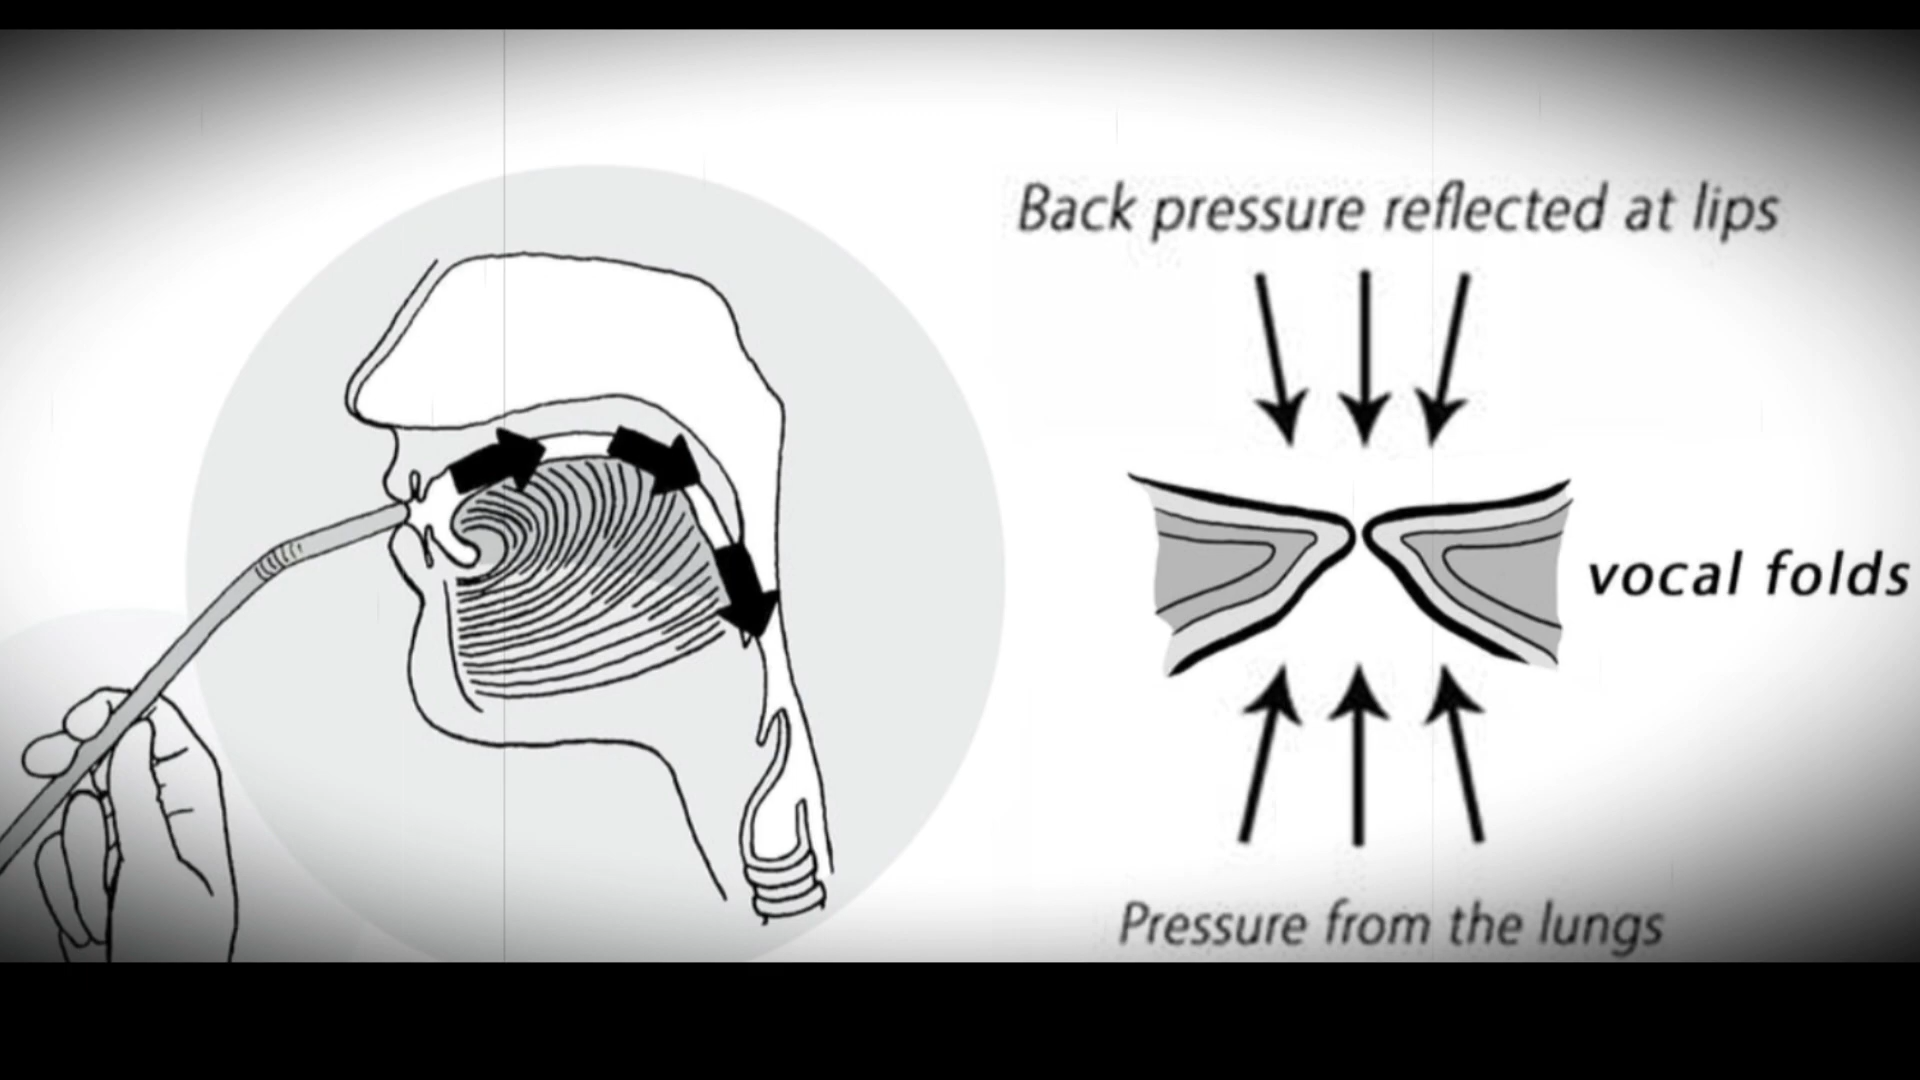 Back pressure reflected at lips
vocal folds
Pressure from the lungs